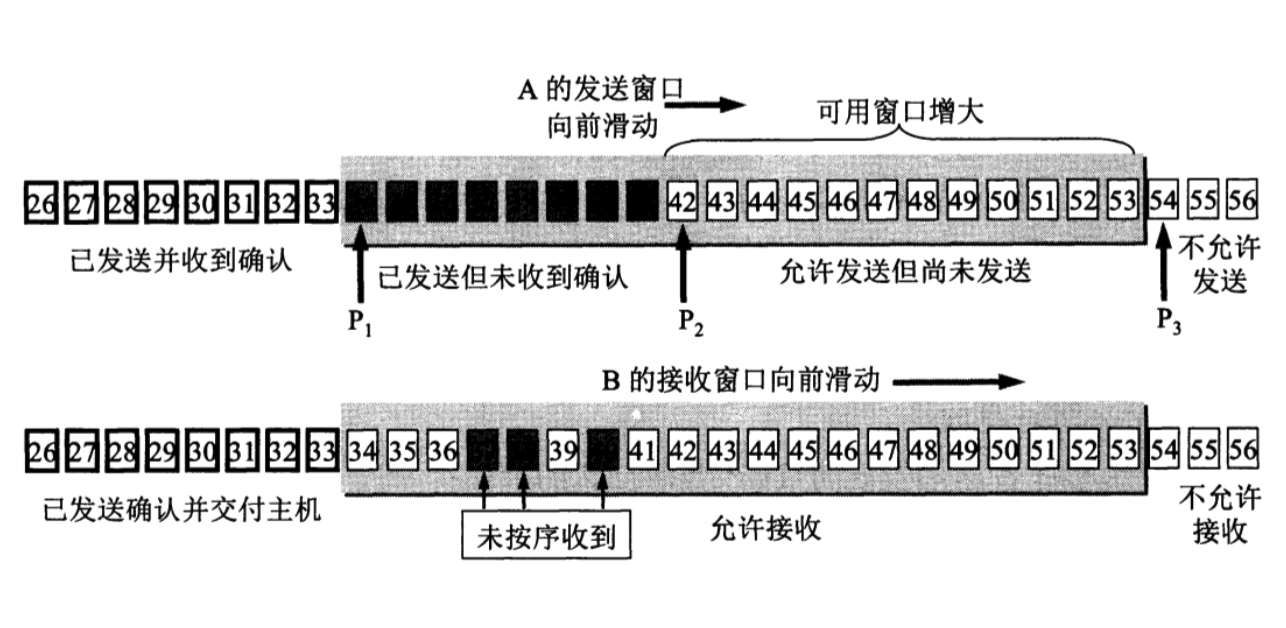 A 的发送窗口
向前滑动
可用窗口增大
26 27 28 29 30 31 32 33 42 43 44 45 46 47 48 49 50 51 52 53 54 55 56
已发送并收到确认
已发送但未收到确认
允许发送但尚未发送
不允许
发送
P1
P2
P3
B 的接收窗口向前滑动
26 27 28 29 30 31 32 33 34 35 36 39 41 42 43 44 45 46 47 48 49 50 51 52 53 54 55 56
已发送确认并交付主机
未按序收到
允许接收
不允许
接收